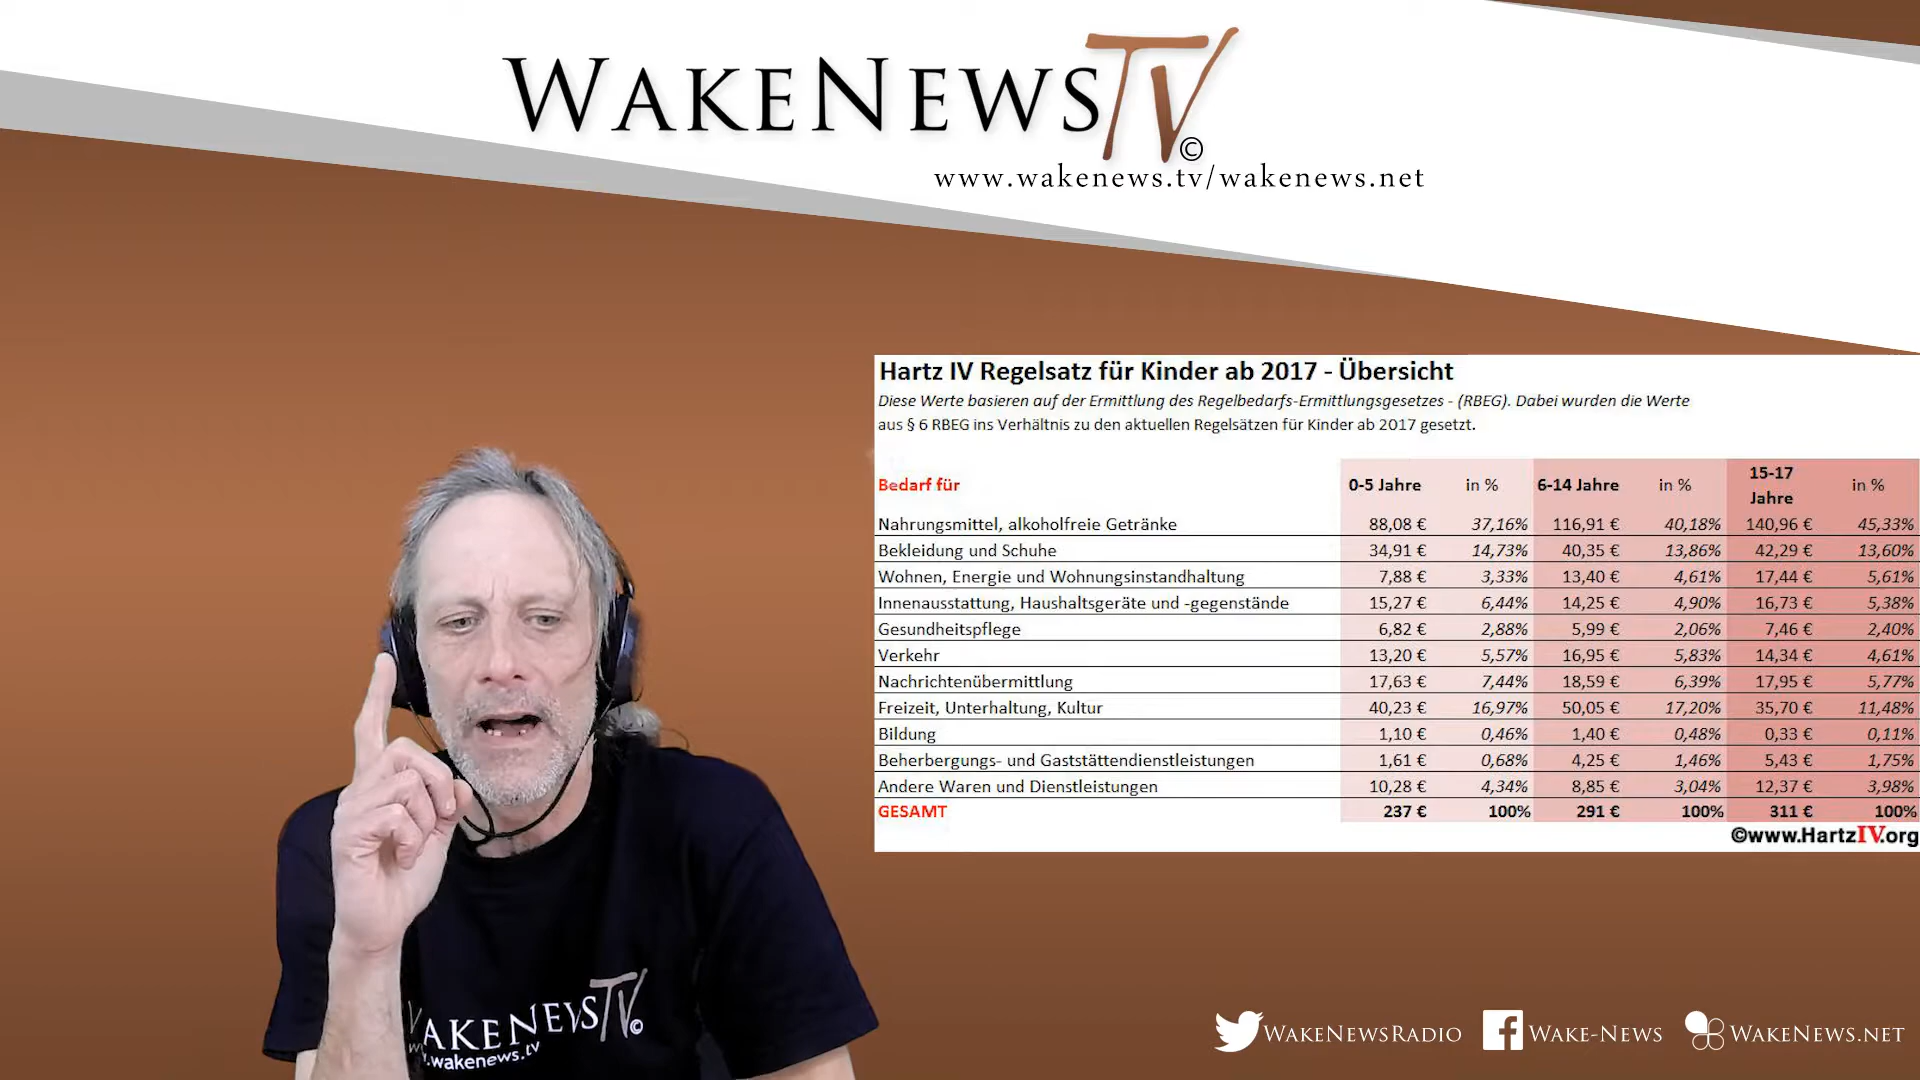 WAKENEWSTV©
www.wakenews.tv/wakenews.net
Hartz IV Regelsatz für Kinder ab 2017 - Übersicht
Diese Werte basieren auf der Ermittlung des Regelbedarfs-Ermittlungsgesetzes - (RBEG). Dabei wurden die Werte
aus § 6 RBEG ins Verhältnis zu den aktuellen Regelsätzen für Kinder ab 2017 gesetzt.
Bedarf für 0-5 Jahre in % 6-14 Jahre in % 15-17 Jahre in %
Nahrungsmittel, alkoholfreie Getränke 88,08 € 37,16% 116,91 € 40,18% 140,96 € 45,33%
Bekleidung und Schuhe 34,91 € 14,73% 40,35 € 13,86% 42,29 € 13,60%
Wohnen, Energie und Wohnungsinstandhaltung 7,88 € 3,33% 13,40 € 4,61% 17,44 € 5,61%
Innenausstattung, Haushaltsgeräte und -gegenstände 15,27 € 6,44% 14,25 € 4,90% 16,73 € 5,38%
Gesundheitspflege 6,82 € 2,88% 5,99 € 2,06% 7,46 € 2,40%
Verkehr 13,20 € 5,57% 16,95 € 5,83% 14,34 € 4,61%
Nachrichtenübermittlung 17,63 € 7,44% 18,59 € 6,39% 17,95 € 5,77%
Freizeit, Unterhaltung, Kultur 40,23 € 16,97% 50,05 € 17,20% 35,70 € 11,48%
Bildung 1,10 € 0,46% 1,40 € 0,48% 0,33 € 0,11%
Beherbergungs- und Gaststättendienstleistungen 1,61 € 0,68% 4,25 € 1,46% 5,43 € 1,75%
Andere Waren und Dienstleistungen 10,28 € 4,34% 8,85 € 3,04% 12,37 € 3,98%
GESAMT 237 € 100% 291 € 100% 311 € 100%
©www.HartzIV.org
WAKENEWSTV©
www.wakenews.tv
WAKENEWSRADIO WAKE-NEWS WAKENEWS.NET